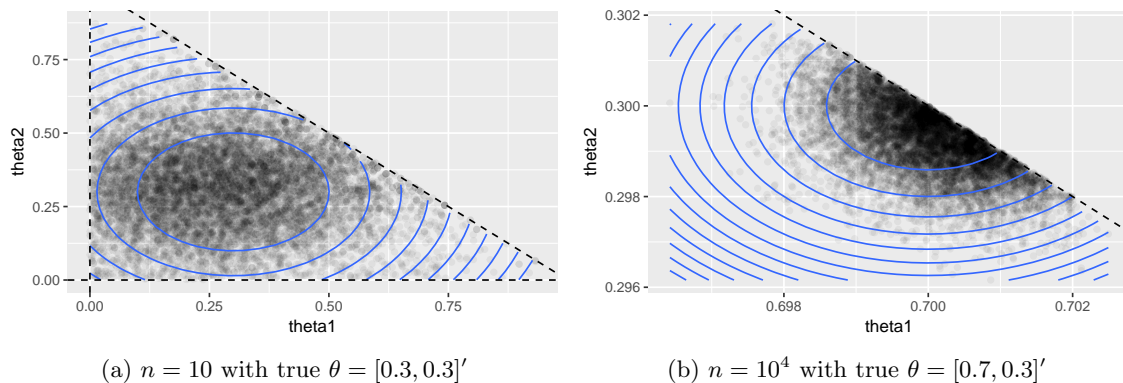 0.75
0.50
0.25
0.00
theta2
0.00
0.25
0.50
0.75
theta1
(a) n = 10 with true θ = [0.3, 0.3]′
0.302
0.300
0.298
0.296
theta2
0.698
0.700
0.702
theta1
(b) n = 10⁴ with true θ = [0.7, 0.3]′